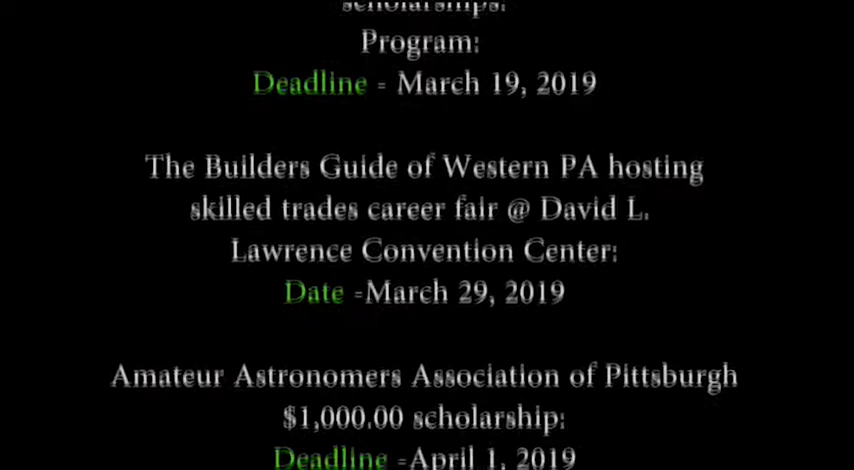 scholarships:
Program:
Deadline = March 19, 2019
The Builders Guide of Western PA hosting
skilled trades career fair @ David L.
Lawrence Convention Center:
Date =March 29, 2019
Amateur Astronomers Association of Pittsburgh
$1,000.00 scholarship:
Deadline =April 1, 2019